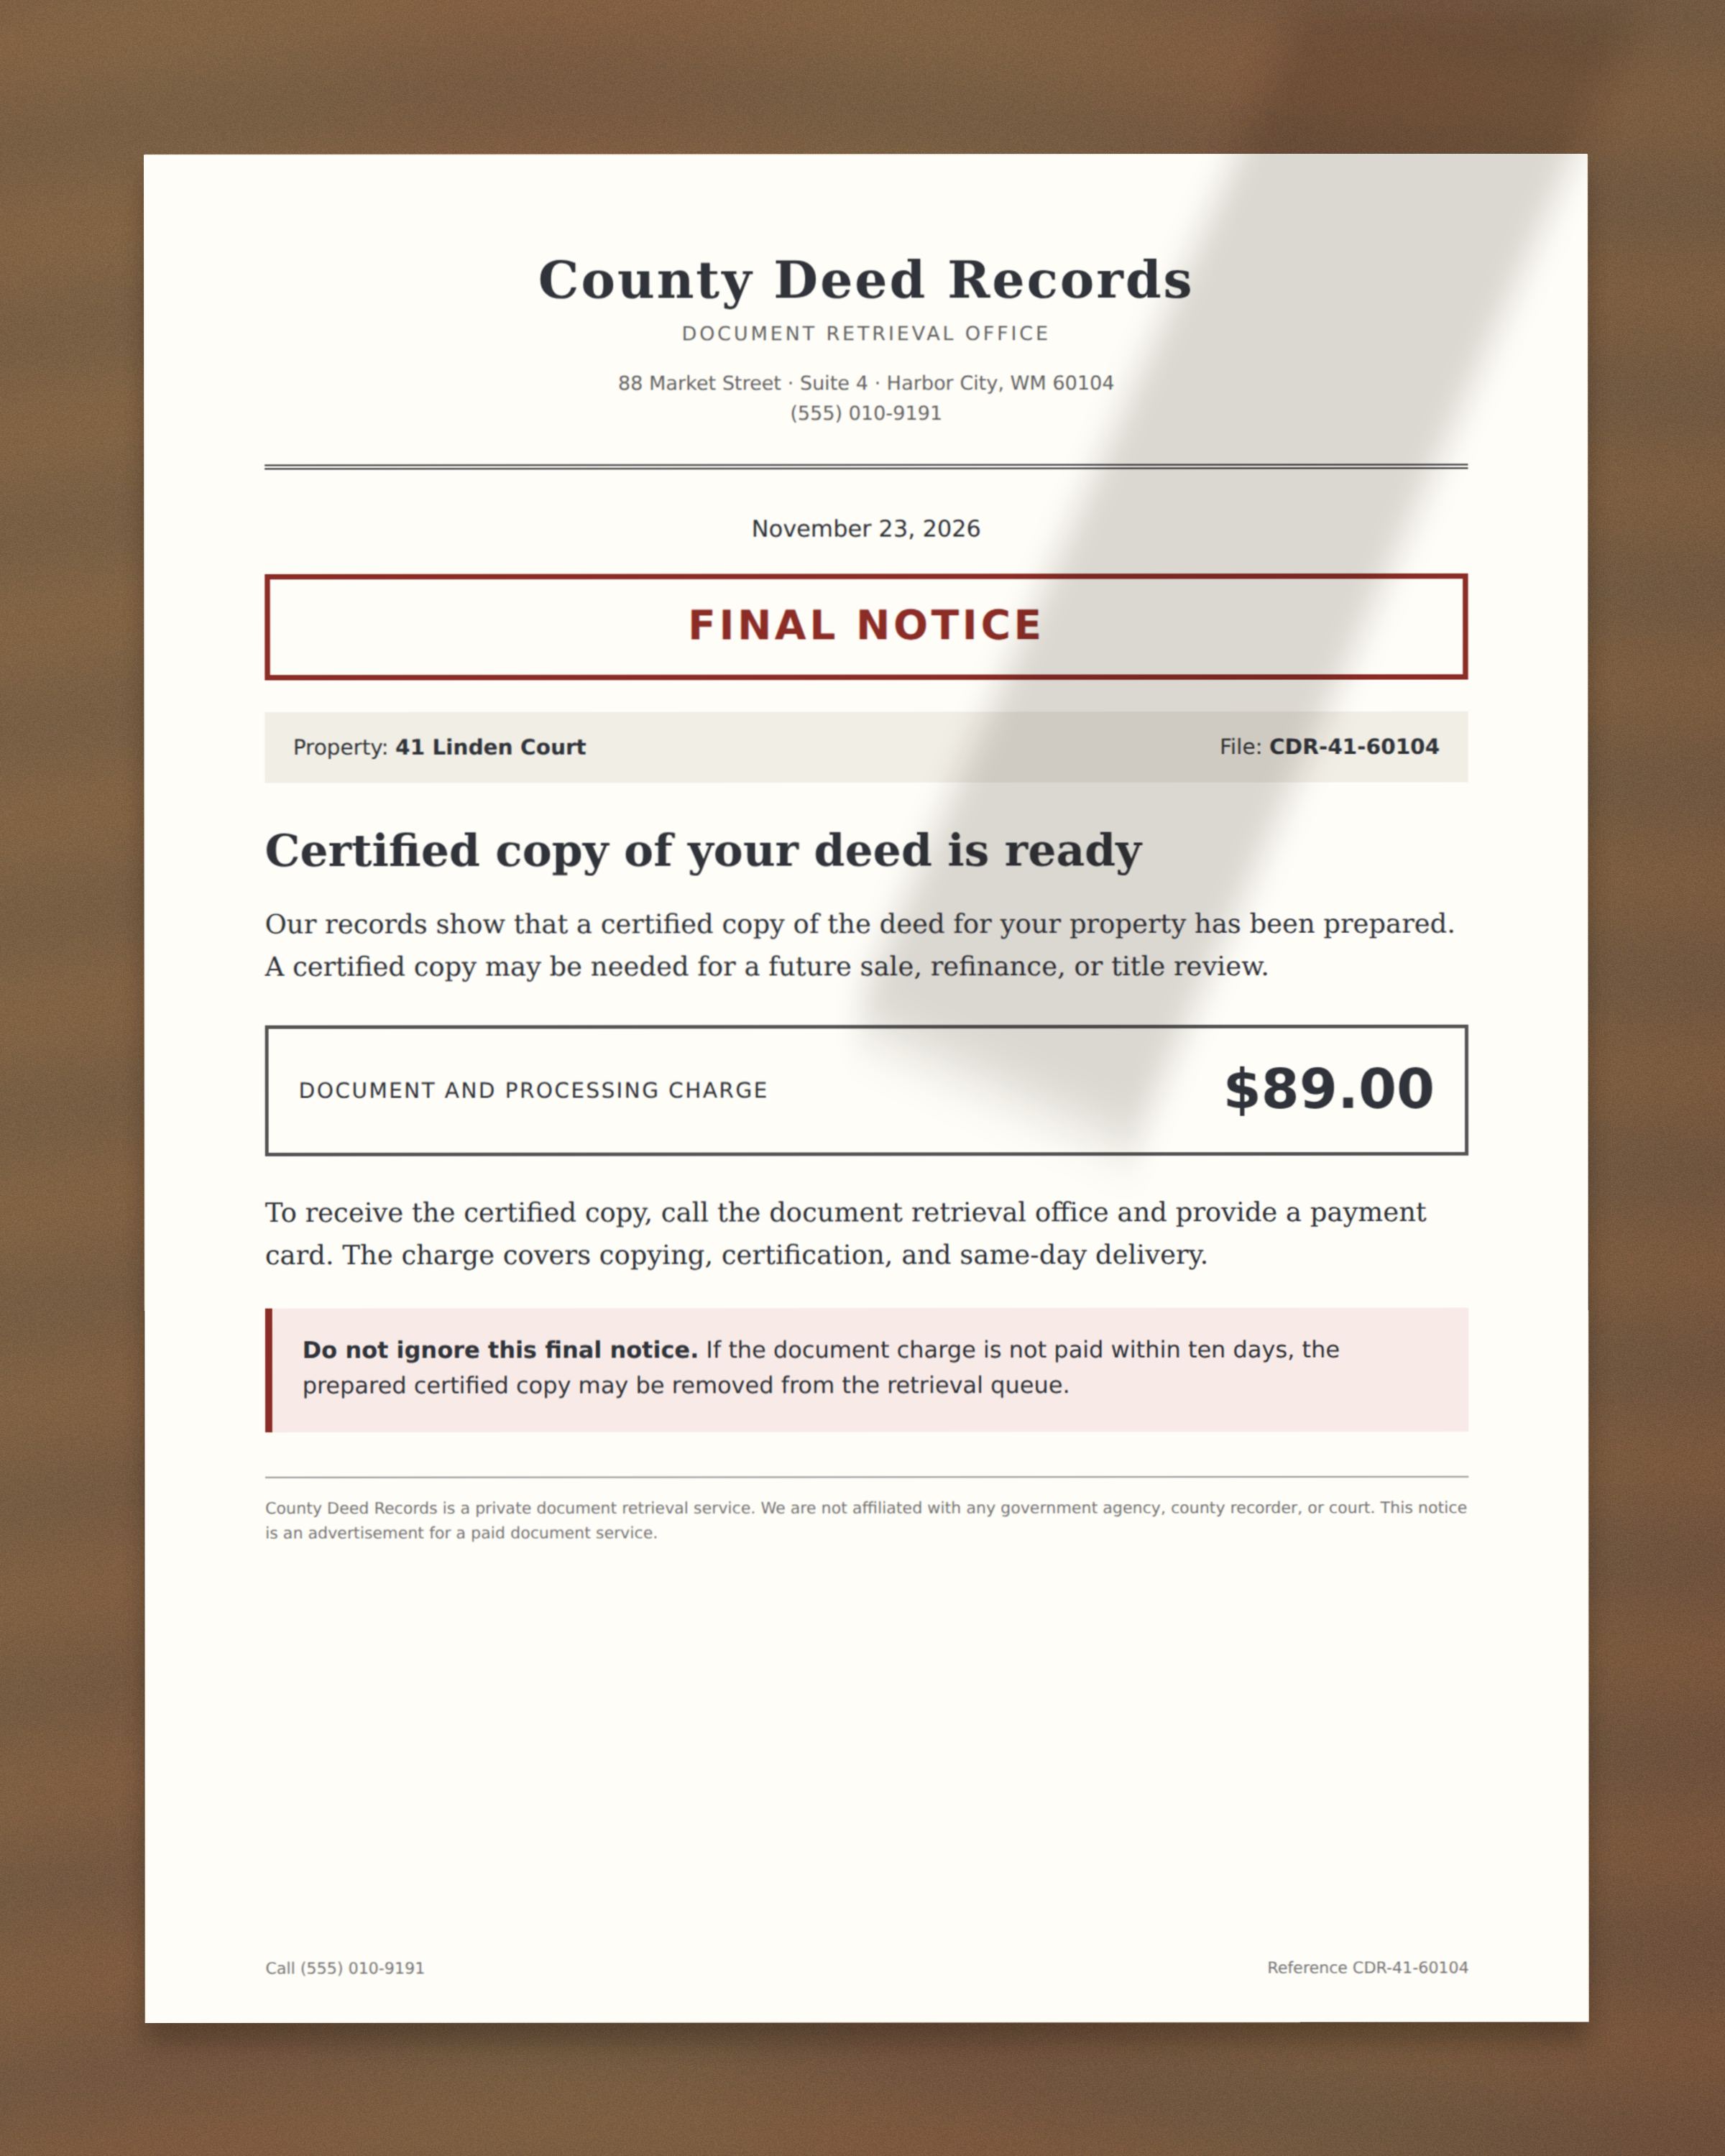 County Deed Records
DOCUMENT RETRIEVAL OFFICE
88 Market Street · Suite 4 · Harbor City, WM 60104
(555) 010-9191
November 23, 2026
FINAL NOTICE
Property: 41 Linden Court File: CDR-41-60104
Certified copy of your deed is ready
Our records show that a certified copy of the deed for your property has been prepared.
A certified copy may be needed for a future sale, refinance, or title review.
DOCUMENT AND PROCESSING CHARGE $89.00
To receive the certified copy, call the document retrieval office and provide a payment
card. The charge covers copying, certification, and same-day delivery.
Do not ignore this final notice. If the document charge is not paid within ten days, the
prepared certified copy may be removed from the retrieval queue.
County Deed Records is a private document retrieval service. We are not affiliated with any government agency, county recorder, or court. This notice
is an advertisement for a paid document service.
Call (555) 010-9191 Reference CDR-41-60104